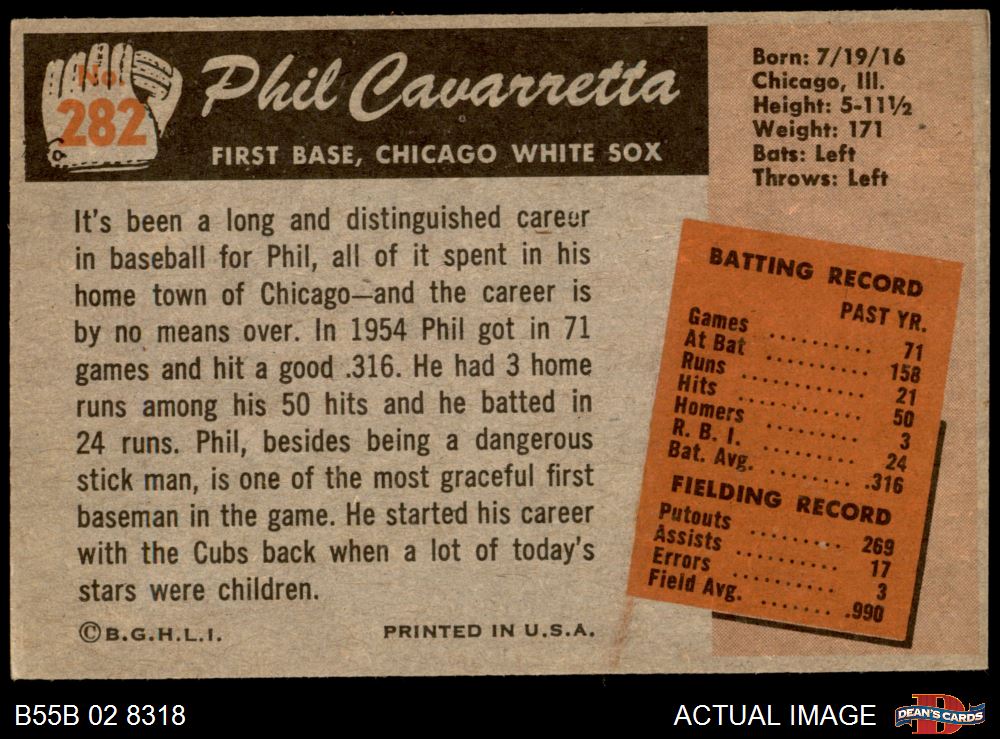 No.
282
Phil Cavarretta
FIRST BASE, CHICAGO WHITE SOX
Born: 7/19/16
Chicago, Ill.
Height: 5-11½
Weight: 171
Bats: Left
Throws: Left
It's been a long and distinguished career
in baseball for Phil, all of it spent in his
home town of Chicago—and the career is
by no means over. In 1954 Phil got in 71
games and hit a good .316. He had 3 home
runs among his 50 hits and he batted in
24 runs. Phil, besides being a dangerous
stick man, is one of the most graceful first
baseman in the game. He started his career
with the Cubs back when a lot of today's
stars were children.
©B.G.H.L.I. PRINTED IN U.S.A.
BATTING RECORD
PAST YR.
Games .......... 71
At Bat .......... 158
Runs .......... 21
Hits .......... 50
Homers .......... 3
R. B. I. .......... 24
Bat. Avg. ........ .316
FIELDING RECORD
Putouts ........ 269
Assists ......... 17
Errors .......... 3
Field Avg. ....... .990
B55B 02 8318
ACTUAL IMAGE
D
DEAN'S CARDS